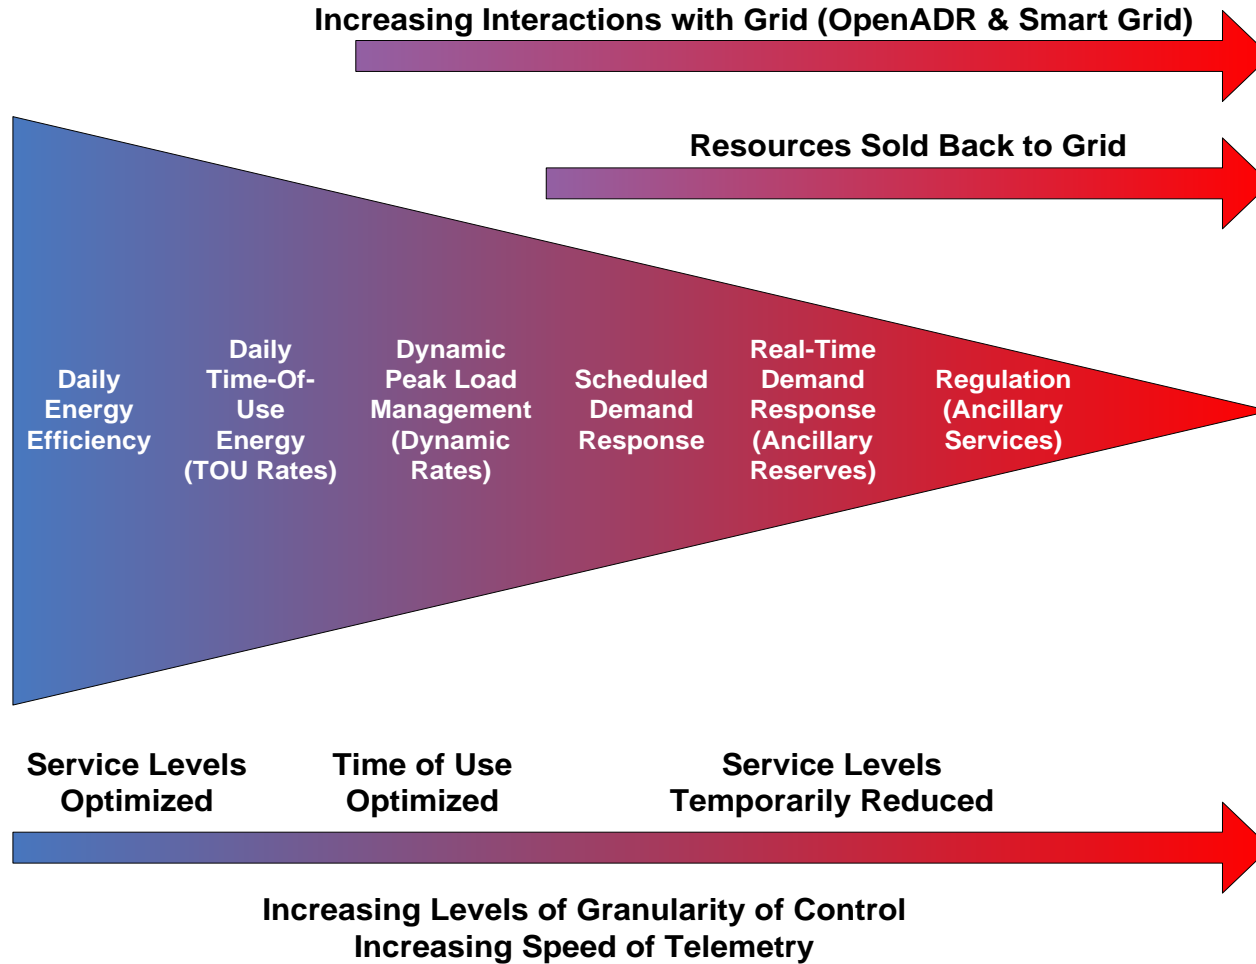 Increasing Interactions with Grid (OpenADR & Smart Grid)
Resources Sold Back to Grid
Daily
Energy
Efficiency
Daily
Time-Of-
Use
Energy
(TOU Rates)
Dynamic
Peak Load
Management
(Dynamic
Rates)
Scheduled
Demand
Response
Real-Time
Demand
Response
(Ancillary
Reserves)
Regulation
(Ancillary
Services)
Service Levels
Optimized
Time of Use
Optimized
Service Levels
Temporarily Reduced
Increasing Levels of Granularity of Control
Increasing Speed of Telemetry